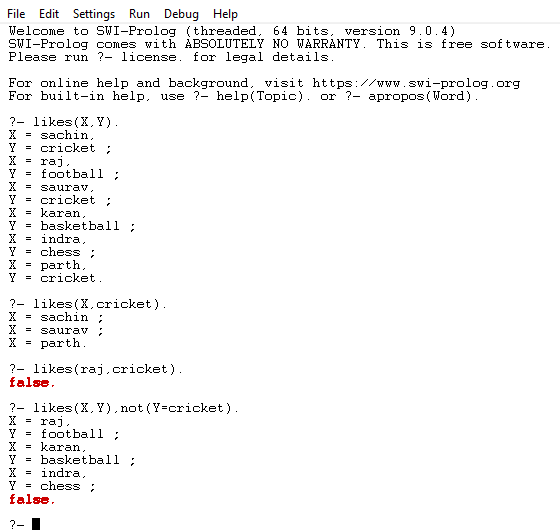 File Edit Settings Run Debug Help
Welcome to SWI-Prolog (threaded, 64 bits, version 9.0.4)
SWI-Prolog comes with ABSOLUTELY NO WARRANTY. This is free software.
Please run ?- license. for legal details.
For online help and background, visit https://www.swi-prolog.org
For built-in help, use ?- help(Topic). or ?- apropos(Word).
?- likes(X,Y).
X = sachin,
Y = cricket ;
X = raj,
Y = football ;
X = saurav,
Y = cricket ;
X = karan,
Y = basketball ;
X = indra,
Y = chess ;
X = parth,
Y = cricket.
?- likes(X,cricket).
X = sachin ;
X = saurav ;
X = parth.
?- likes(raj,cricket).
false.
?- likes(X,Y),not(Y=cricket).
X = raj,
Y = football ;
X = karan,
Y = basketball ;
X = indra,
Y = chess ;
false.
?-